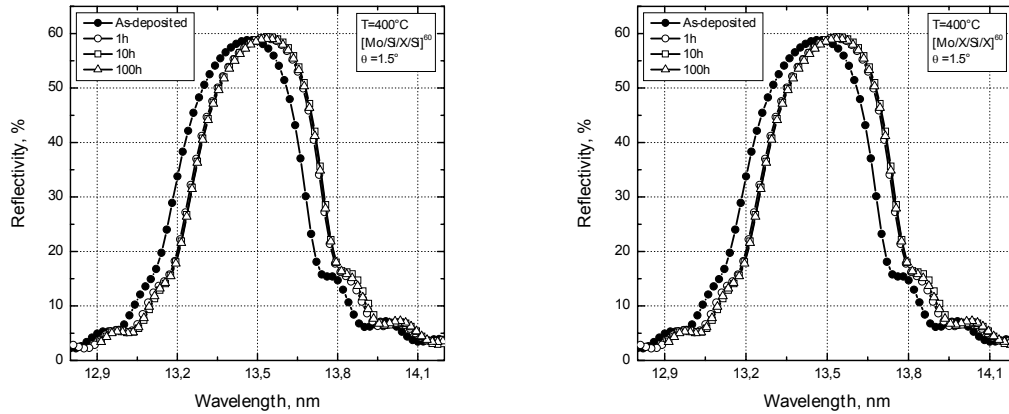 As-deposited
1h
10h
100h
T=400°C
[Mo/Si/X/Si]60
θ =1.5°
60
50
40
30
20
10
0
Reflectivity, %
12,9 13,2 13,5 13,8 14,1
Wavelength, nm
As-deposited
1h
10h
100h
T=400°C
[Mo/X/Si/X]60
θ =1.5°
60
50
40
30
20
10
0
Reflectivity, %
12,9 13,2 13,5 13,8 14,1
Wavelength, nm